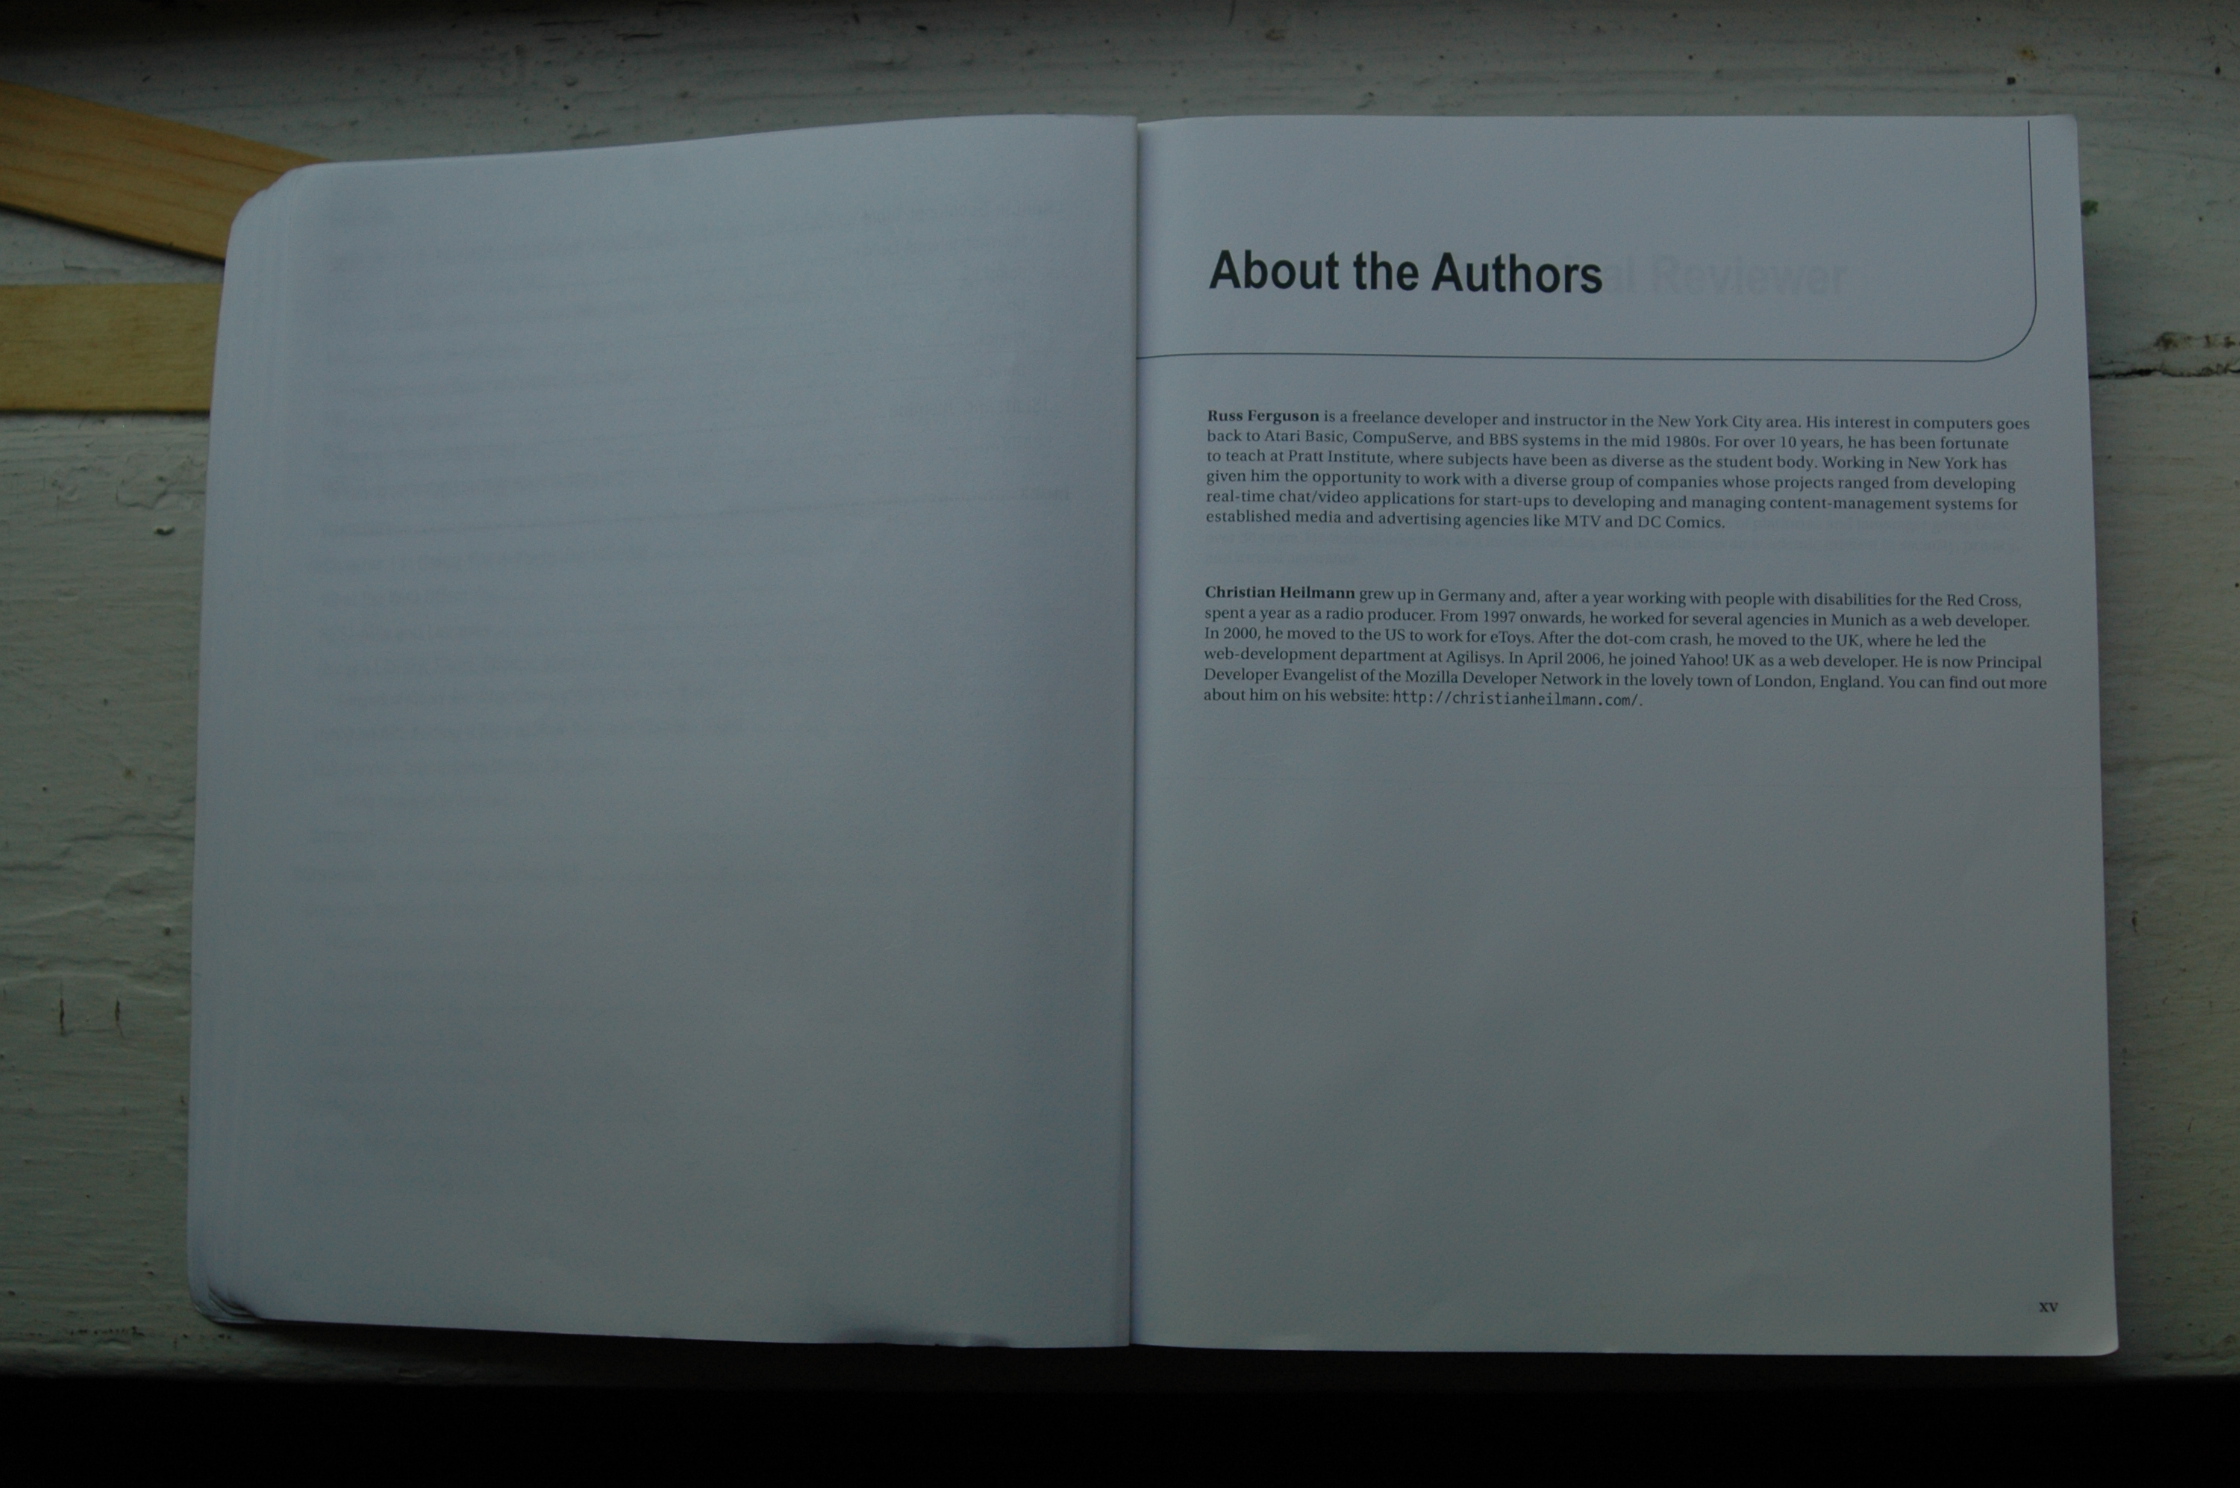 About the Authors
Russ Ferguson is a freelance developer and instructor in the New York City area. His interest in computers goes
back to Atari Basic, CompuServe, and BBS systems in the mid 1980s. For over 10 years, he has been fortunate
to teach at Pratt Institute, where subjects have been as diverse as the student body. Working in New York has
given him the opportunity to work with a diverse group of companies whose projects ranged from developing
real-time chat/video applications for start-ups to developing and managing content-management systems for
established media and advertising agencies like MTV and DC Comics.
Christian Heilmann grew up in Germany and, after a year working with people with disabilities for the Red Cross,
spent a year as a radio producer. From 1997 onwards, he worked for several agencies in Munich as a web developer.
In 2000, he moved to the US to work for eToys. After the dot-com crash, he moved to the UK, where he led the
web-development department at Agilisys. In April 2006, he joined Yahoo! UK as a web developer. He is now Principal
Developer Evangelist of the Mozilla Developer Network in the lovely town of London, England. You can find out more
about him on his website: http://christianheilmann.com/.
xv